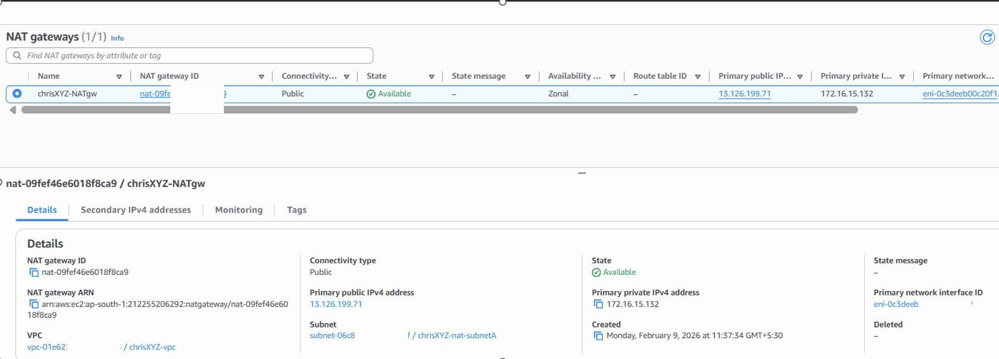 NAT gateways (1/1) Info
Find NAT gateways by attribute or tag
Name NAT gateway ID Connectivity... State State message Availability ... Route table ID Primary public IP... Primary private I... Primary network...
chrisXYZ-NATgw nat-09fe 9 Public Available – Zonal – 13.126.199.71 172.16.15.132 eni-0c3deeb00c20f1.
nat-09fef46e6018f8ca9 / chrisXYZ-NATgw
Details Secondary IPv4 addresses Monitoring Tags
Details
NAT gateway ID
nat-09fef46e6018f8ca9
NAT gateway ARN
arn:aws:ec2:ap-south-1:212255206292:natgateway/nat-09fef46e60
18f8ca9
VPC
vpc-01e62 / chrisXYZ-vpc
Connectivity type
Public
Primary public IPv4 address
13.126.199.71
Subnet
subnet-06c8 f / chrisXYZ-nat-subnetA
State
Available
Primary private IPv4 address
172.16.15.132
Created
Monday, February 9, 2026 at 11:37:34 GMT+5:30
State message
–
Primary network interface ID
eni-0c3deeb
Deleted
–